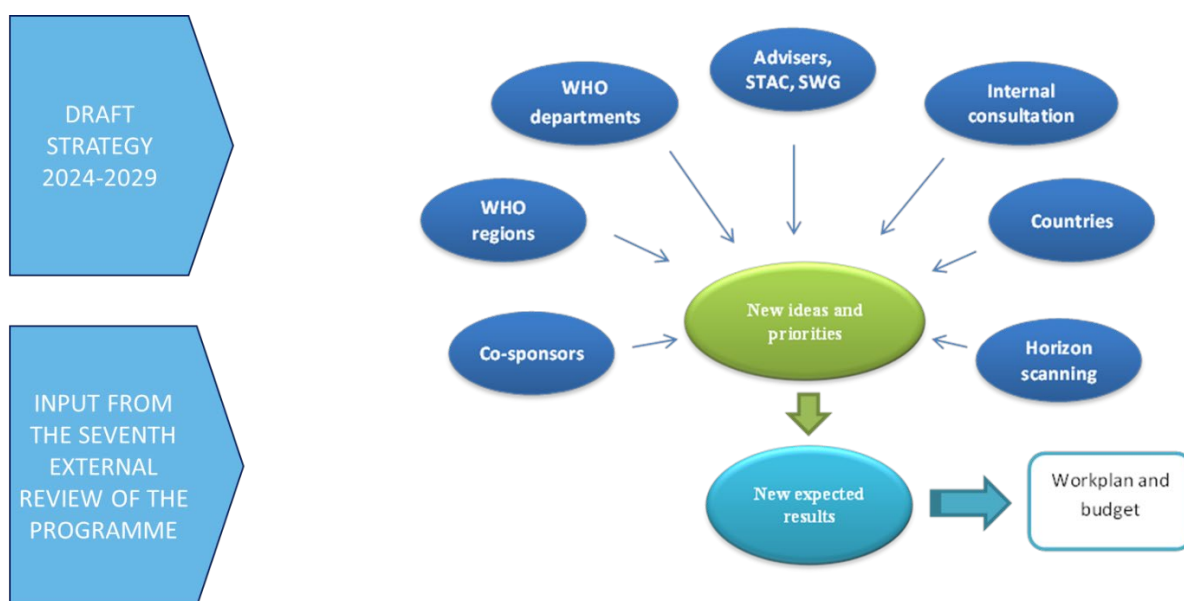 DRAFT
STRATEGY
2024-2029
INPUT FROM
THE SEVENTH
EXTERNAL
REVIEW OF THE
PROGRAMME
Advisers,
STAC, SWG
WHO
departments
Internal
consultation
WHO
regions
Countries
New ideas and
priorities
Co-sponsors
Horizon
scanning
New expected
results
Workplan and
budget